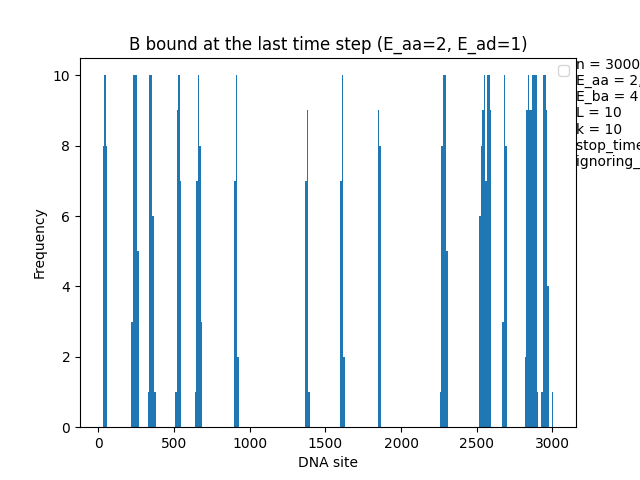 B bound at the last time step (E_aa=2, E_ad=1)
n = 3000
E_aa = 2,
E_ba = 4
L = 10
k = 10
stop_time
ignoring_
Frequency
10
8
6
4
2
0
0 500 1000 1500 2000 2500 3000
DNA site